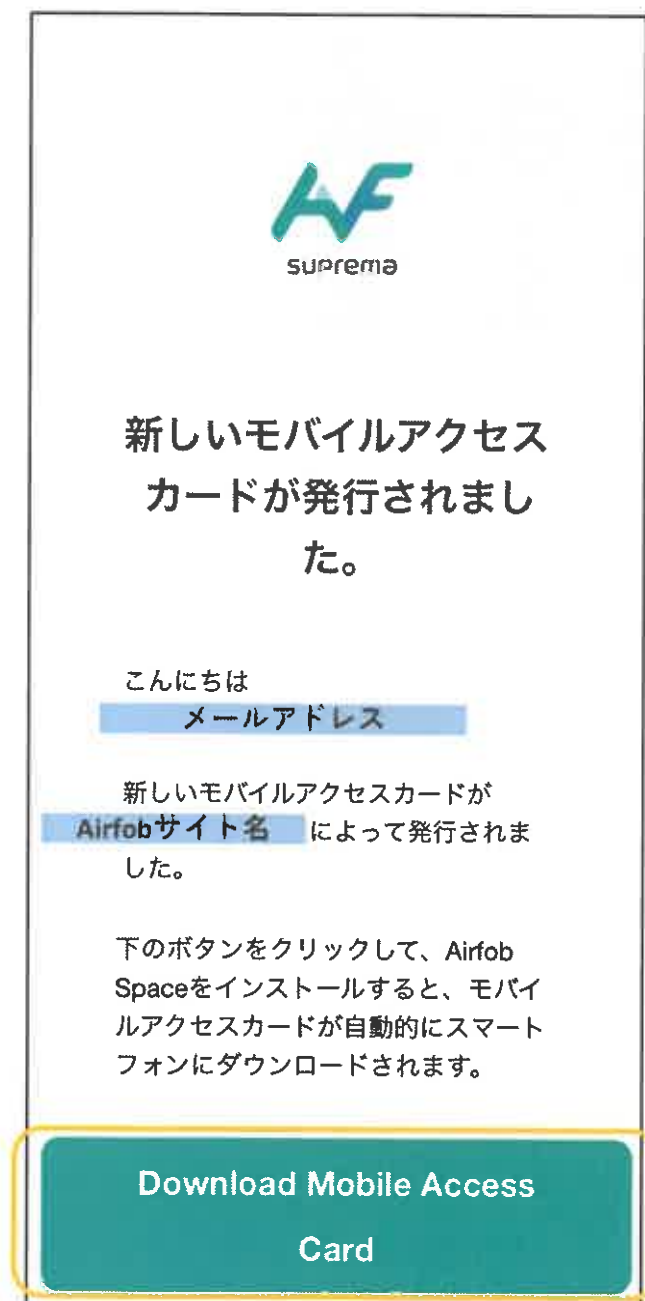 AF
suprema
新しいモバイルアクセス
カードが発行されまし
た。
こんにちは
メールアドレス
新しいモバイルアクセスカードが
Airfobサイト名 によって発行されま
した。
下のボタンをクリックして、Airfob
Spaceをインストールすると、モバイ
ルアクセスカードが自動的にスマート
フォンにダウンロードされます。
Download Mobile Access
Card